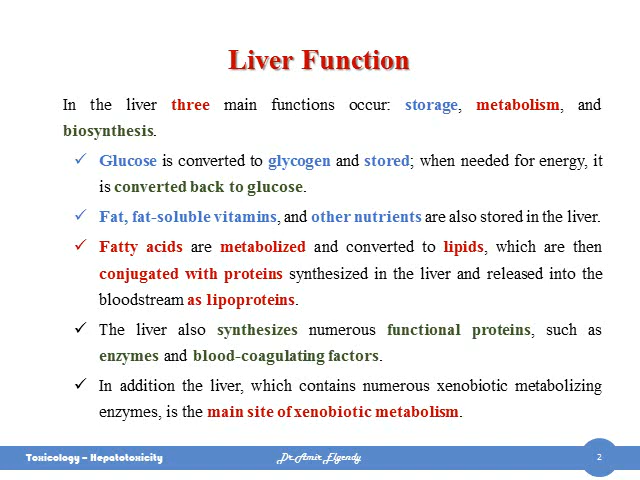 Liver Function
In the liver three main functions occur: storage, metabolism, and
biosynthesis.
✓ Glucose is converted to glycogen and stored; when needed for energy, it
is converted back to glucose.
✓ Fat, fat-soluble vitamins, and other nutrients are also stored in the liver.
✓ Fatty acids are metabolized and converted to lipids, which are then
conjugated with proteins synthesized in the liver and released into the
bloodstream as lipoproteins.
✓ The liver also synthesizes numerous functional proteins, such as
enzymes and blood-coagulating factors.
✓ In addition the liver, which contains numerous xenobiotic metabolizing
enzymes, is the main site of xenobiotic metabolism.
Toxicology – Hepatotoxicity Dr. Amir Elgendy 2